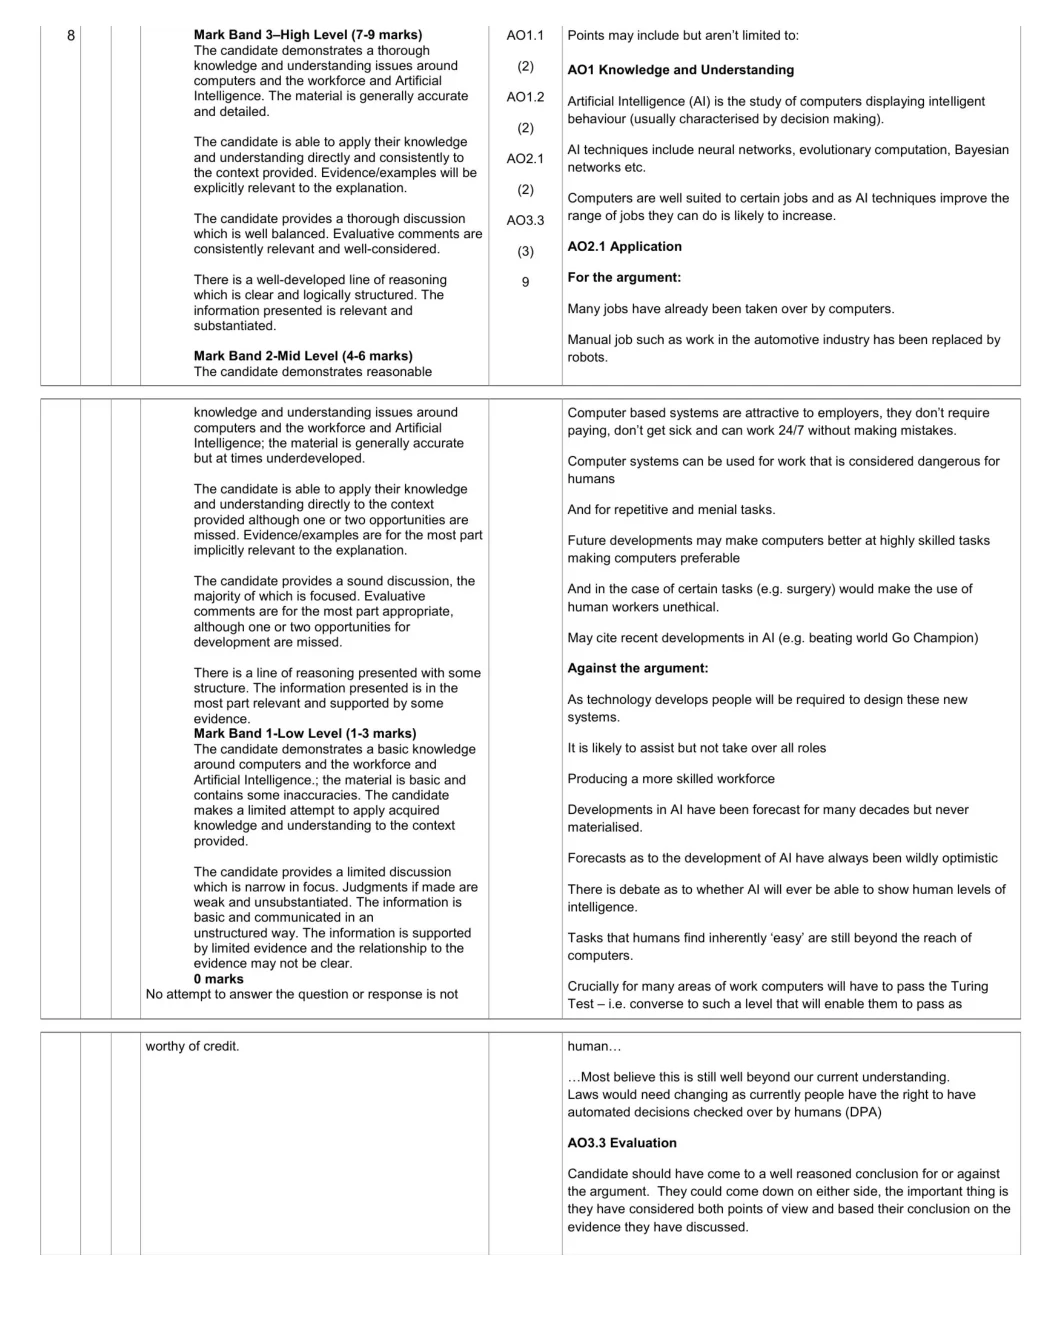 8
Mark Band 3–High Level (7-9 marks)
The candidate demonstrates a thorough
knowledge and understanding issues around
computers and the workforce and Artificial
Intelligence. The material is generally accurate
and detailed.
The candidate is able to apply their knowledge
and understanding directly and consistently to
the context provided. Evidence/examples will be
explicitly relevant to the explanation.
The candidate provides a thorough discussion
which is well balanced. Evaluative comments are
consistently relevant and well-considered.
There is a well-developed line of reasoning
which is clear and logically structured. The
information presented is relevant and
substantiated.
Mark Band 2-Mid Level (4-6 marks)
The candidate demonstrates reasonable
AO1.1
(2)
AO1.2
(2)
AO2.1
(2)
AO3.3
(3)
9
Points may include but aren't limited to:
AO1 Knowledge and Understanding
Artificial Intelligence (AI) is the study of computers displaying intelligent
behaviour (usually characterised by decision making).
AI techniques include neural networks, evolutionary computation, Bayesian
networks etc.
Computers are well suited to certain jobs and as AI techniques improve the
range of jobs they can do is likely to increase.
AO2.1 Application
For the argument:
Many jobs have already been taken over by computers.
Manual job such as work in the automotive industry has been replaced by
robots.
knowledge and understanding issues around
computers and the workforce and Artificial
Intelligence; the material is generally accurate
but at times underdeveloped.
The candidate is able to apply their knowledge
and understanding directly to the context
provided although one or two opportunities are
missed. Evidence/examples are for the most part
implicitly relevant to the explanation.
The candidate provides a sound discussion, the
majority of which is focused. Evaluative
comments are for the most part appropriate,
although one or two opportunities for
development are missed.
There is a line of reasoning presented with some
structure. The information presented is in the
most part relevant and supported by some
evidence.
Mark Band 1-Low Level (1-3 marks)
The candidate demonstrates a basic knowledge
around computers and the workforce and
Artificial Intelligence.; the material is basic and
contains some inaccuracies. The candidate
makes a limited attempt to apply acquired
knowledge and understanding to the context
provided.
The candidate provides a limited discussion
which is narrow in focus. Judgments if made are
weak and unsubstantiated. The information is
basic and communicated in an
unstructured way. The information is supported
by limited evidence and the relationship to the
evidence may not be clear.
0 marks
No attempt to answer the question or response is not
Computer based systems are attractive to employers, they don't require
paying, don't get sick and can work 24/7 without making mistakes.
Computer systems can be used for work that is considered dangerous for
humans
And for repetitive and menial tasks.
Future developments may make computers better at highly skilled tasks
making computers preferable
And in the case of certain tasks (e.g. surgery) would make the use of
human workers unethical.
May cite recent developments in AI (e.g. beating world Go Champion)
Against the argument:
As technology develops people will be required to design these new
systems.
It is likely to assist but not take over all roles
Producing a more skilled workforce
Developments in AI have been forecast for many decades but never
materialised.
Forecasts as to the development of AI have always been wildly optimistic
There is debate as to whether AI will ever be able to show human levels of
intelligence.
Tasks that humans find inherently 'easy' are still beyond the reach of
computers.
Crucially for many areas of work computers will have to pass the Turing
Test – i.e. converse to such a level that will enable them to pass as
worthy of credit.
human…
…Most believe this is still well beyond our current understanding.
Laws would need changing as currently people have the right to have
automated decisions checked over by humans (DPA)
AO3.3 Evaluation
Candidate should have come to a well reasoned conclusion for or against
the argument.  They could come down on either side, the important thing is
they have considered both points of view and based their conclusion on the
evidence they have discussed.